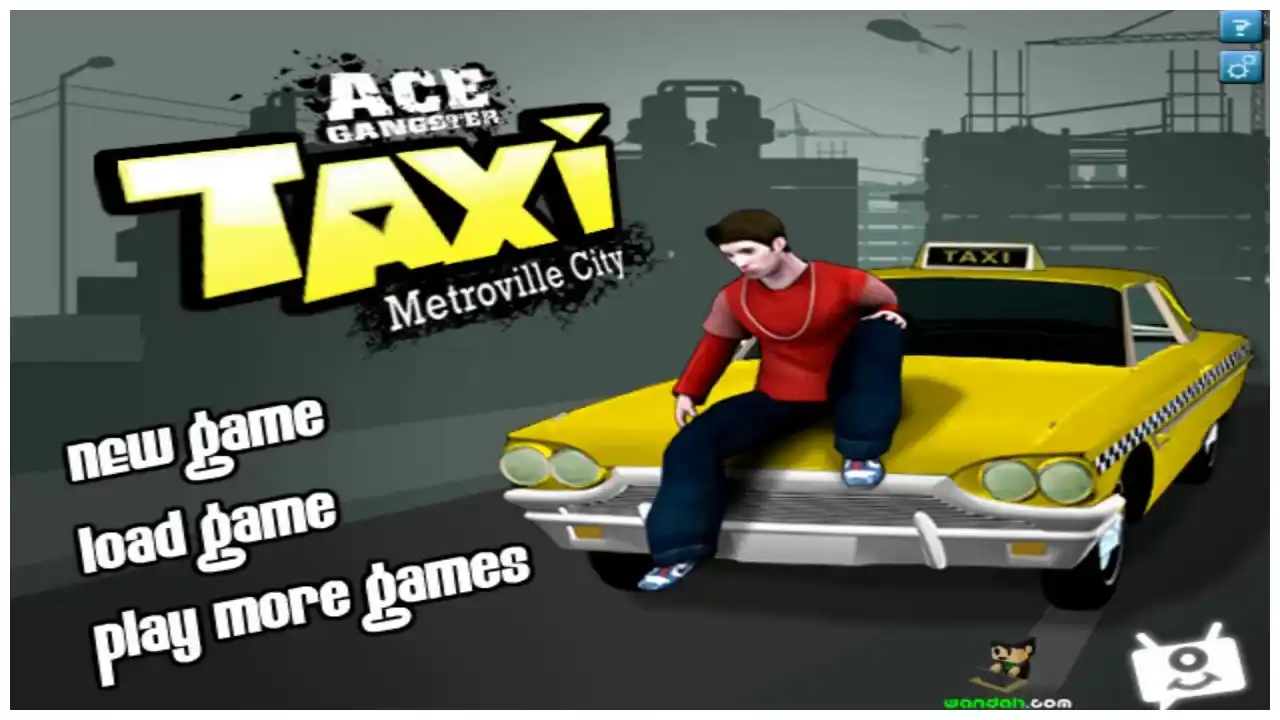 ACE
GANGSTER
TAXI
Metroville City
TAXI
new game
load game
play more games
wandah.com
?